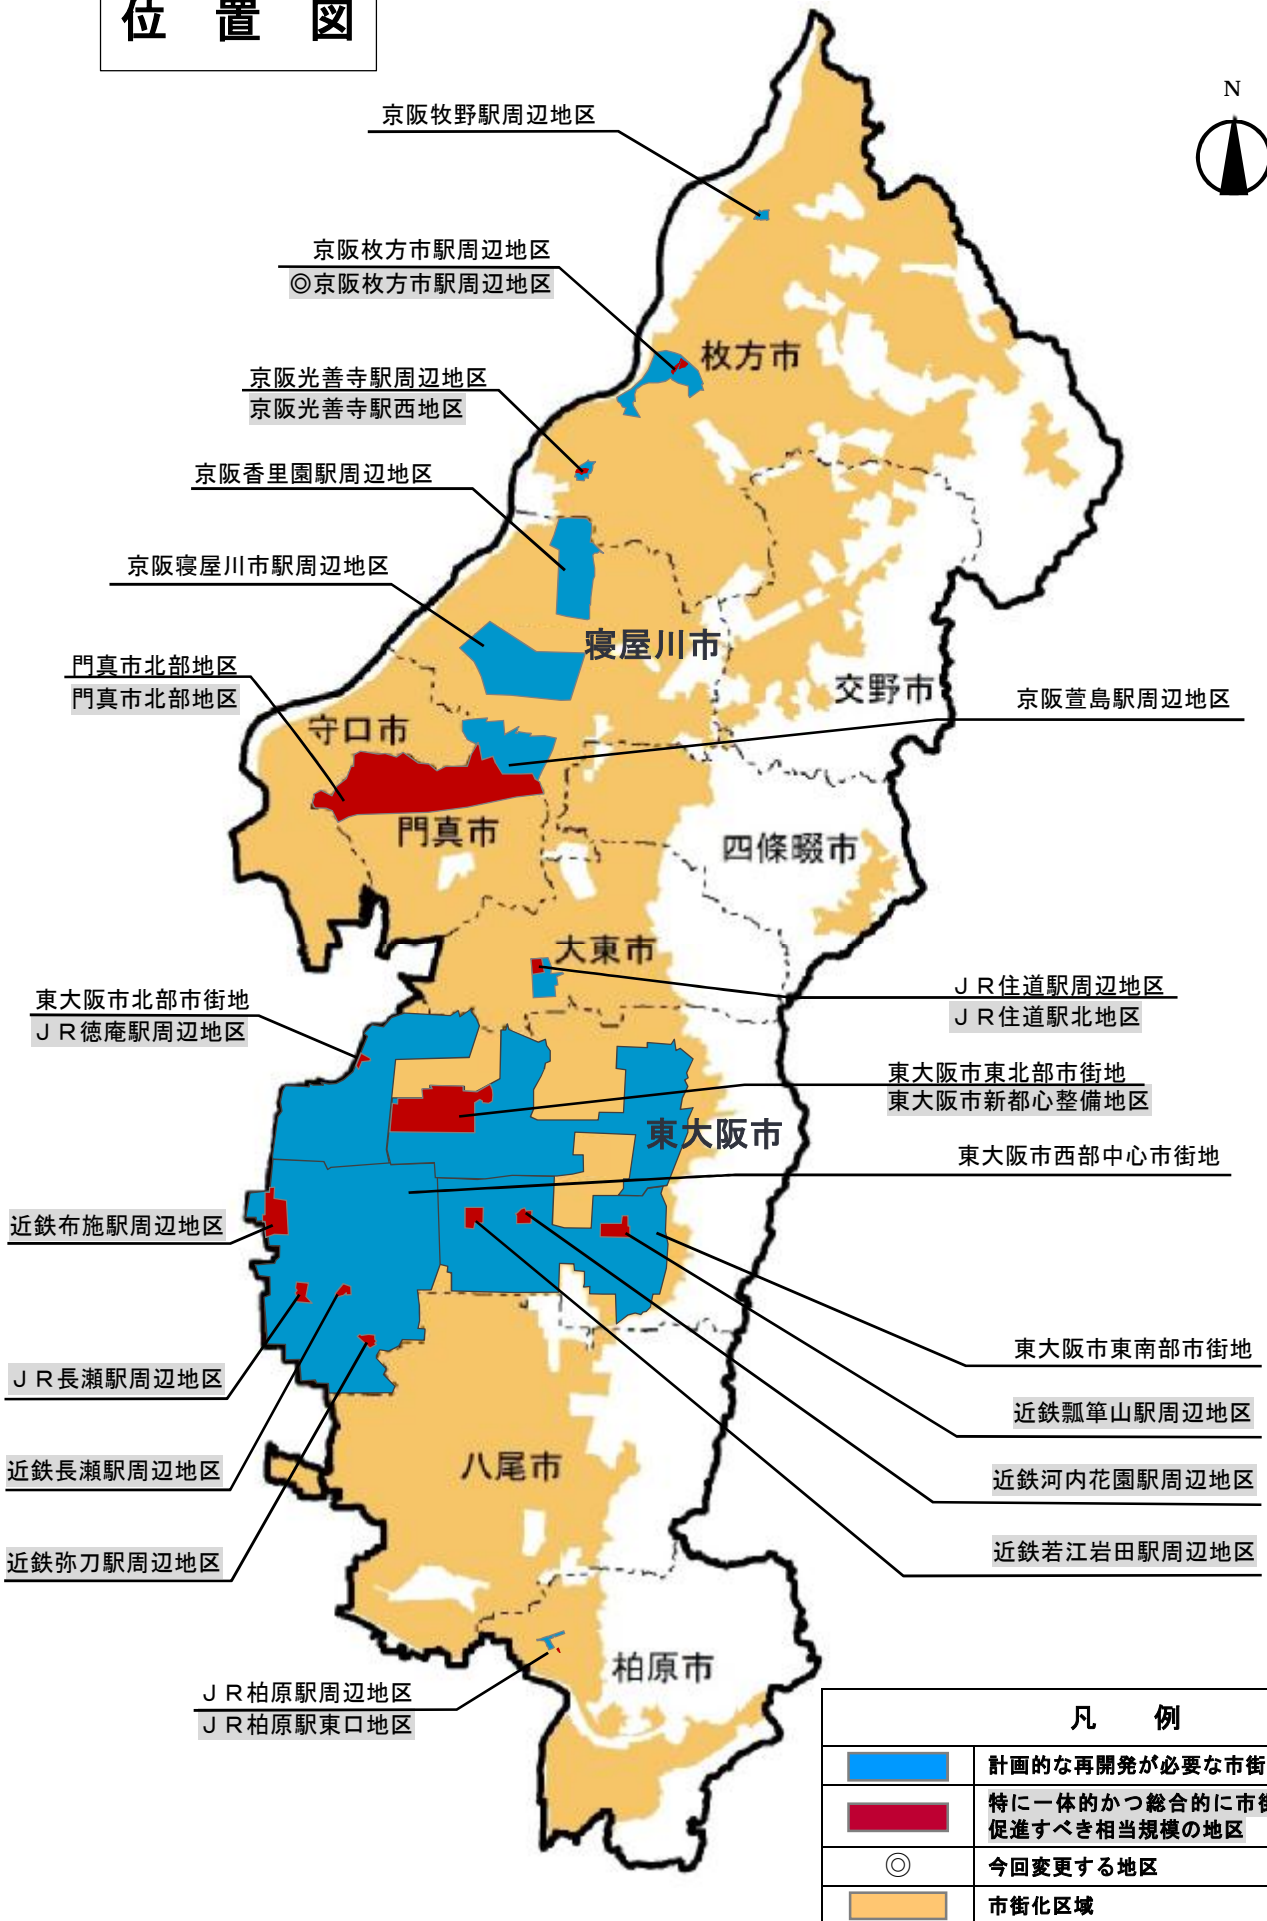 位 置 図
N
京阪牧野駅周辺地区
京阪枚方市駅周辺地区
◎京阪枚方市駅周辺地区
枚方市
京阪光善寺駅周辺地区
京阪光善寺駅西地区
京阪香里園駅周辺地区
京阪寝屋川市駅周辺地区
寝屋川市
門真市北部地区
門真市北部地区
交野市
京阪萱島駅周辺地区
守口市
門真市
四條畷市
大東市
ＪＲ住道駅周辺地区
ＪＲ住道駅北地区
東大阪市北部市街地
ＪＲ徳庵駅周辺地区
東大阪市東北部市街地
東大阪市新都心整備地区
東大阪市
東大阪市西部中心市街地
近鉄布施駅周辺地区
東大阪市東南部市街地
ＪＲ長瀬駅周辺地区
近鉄瓢箪山駅周辺地区
近鉄長瀬駅周辺地区
八尾市
近鉄河内花園駅周辺地区
近鉄弥刀駅周辺地区
近鉄若江岩田駅周辺地区
柏原市
ＪＲ柏原駅周辺地区
ＪＲ柏原駅東口地区
凡 例
計画的な再開発が必要な市街
特に一体的かつ総合的に市街
促進すべき相当規模の地区
◎ 今回変更する地区
市街化区域